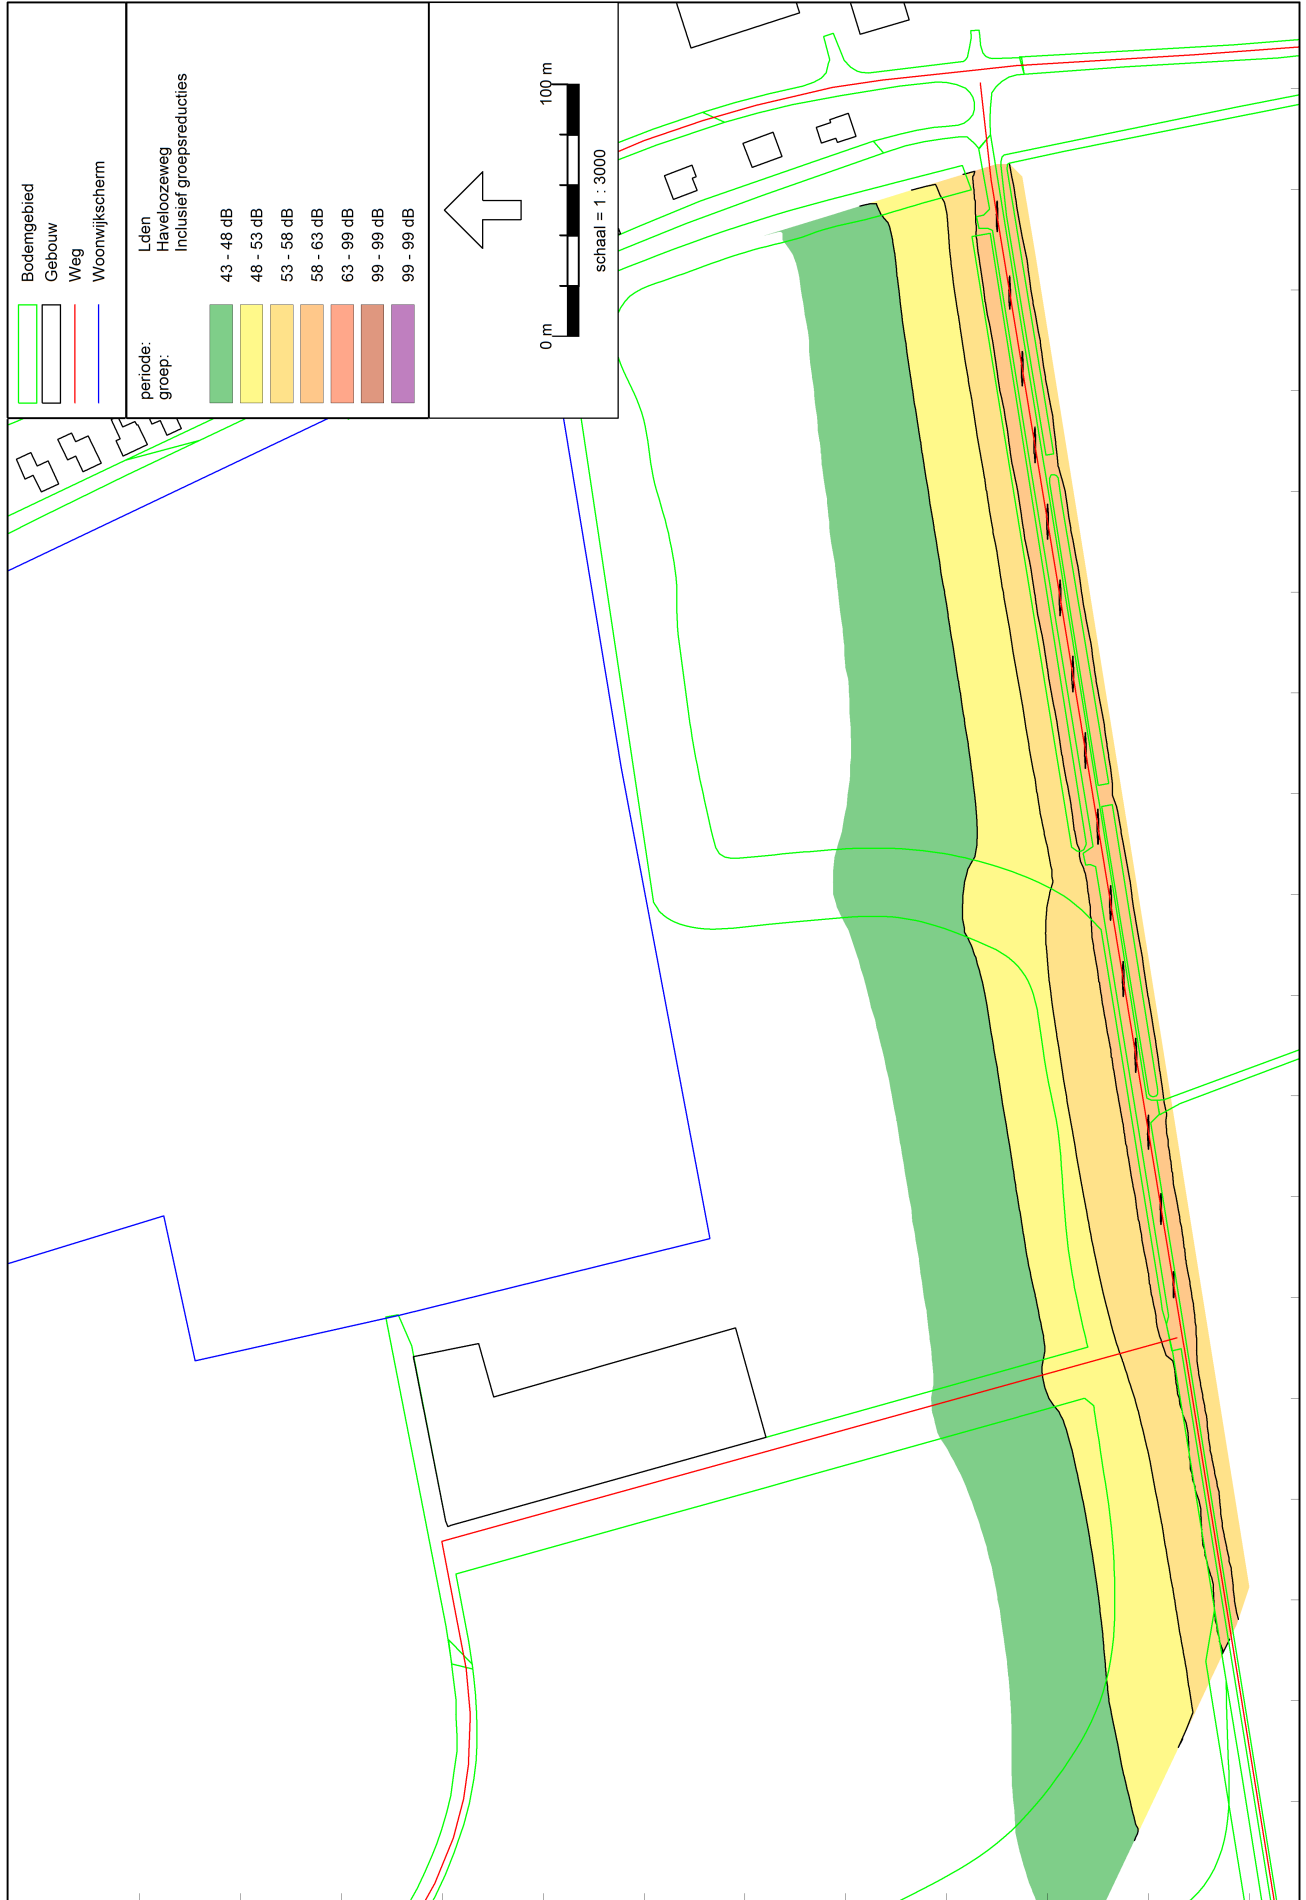 Bodemgebied
Gebouw
Weg
Woonwijkscherm
periode: Lden
groep: Haveloozeweg
Inclusief groepsreducties
43 - 48 dB
48 - 53 dB
53 - 58 dB
58 - 63 dB
63 - 99 dB
99 - 99 dB
99 - 99 dB
0 m 100 m
schaal = 1 : 3000